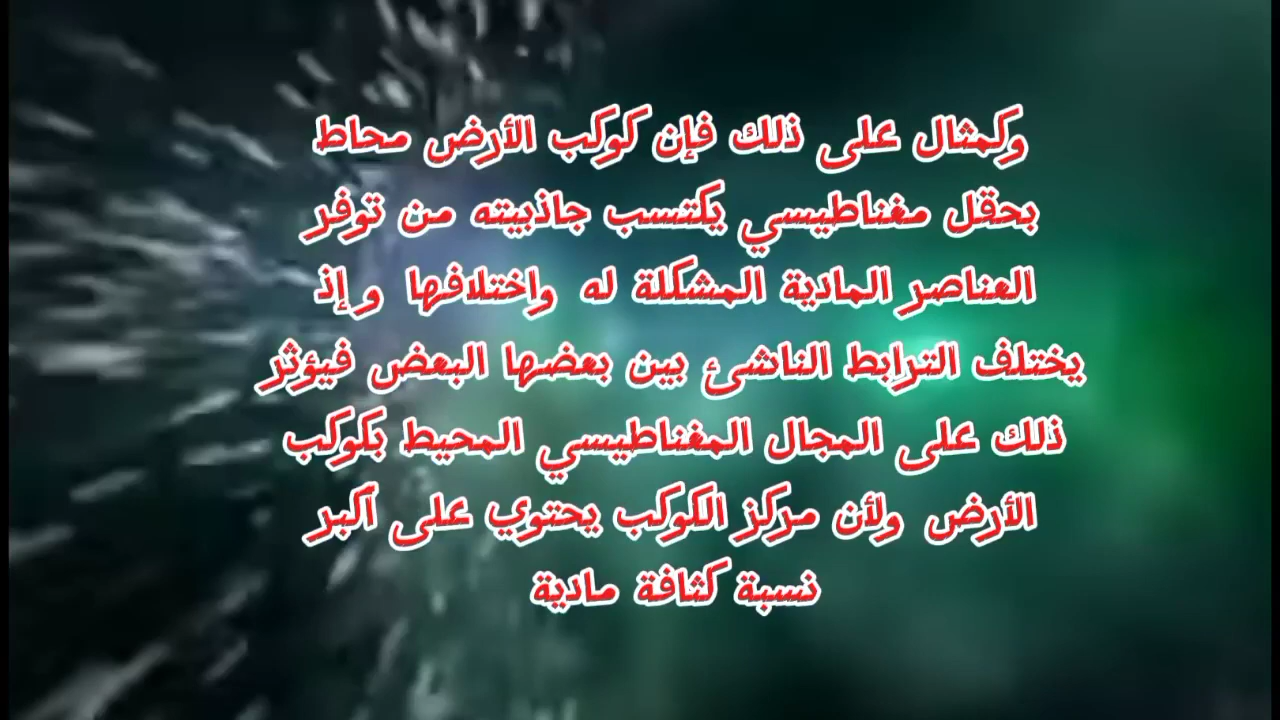 وكمثال على ذلك فإن كوكب الأرض محاط
بحقل مغناطيسي يكتسب جاذبيته من توفر
العناصر المادية المشكلة له واختلافها وإذ
يختلف الترابط الناشئ بين بعضها البعض فيؤثر
ذلك على المجال المغناطيسي المحيط بكوكب
الأرض ولأن مركز الكوكب يحتوي على أكبر
نسبة كثافة مادية